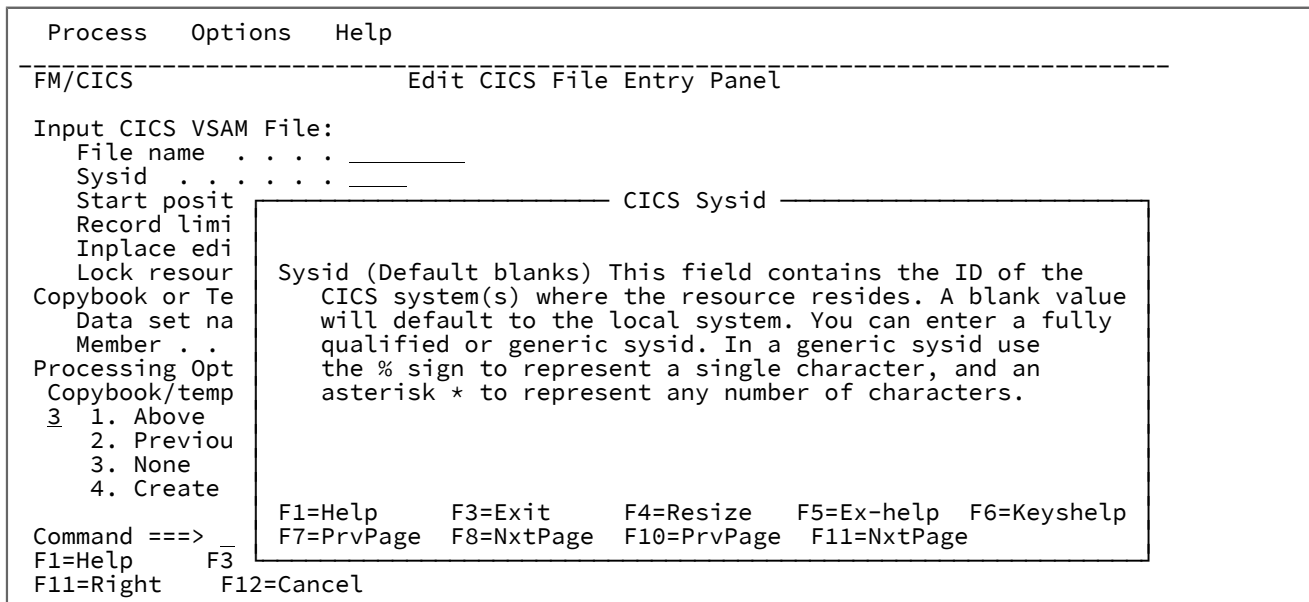 Process   Options   Help
FM/CICS                   Edit CICS File Entry Panel
Input CICS VSAM File:
File name  . . . .
Sysid  . . . . . .
Start posit   CICS Sysid
Record limi
Inplace edi
Lock resour   Sysid (Default blanks) This field contains the ID of the
Copybook or Te   CICS system(s) where the resource resides. A blank value
Data set na   will default to the local system. You can enter a fully
Member . .   qualified or generic sysid. In a generic sysid use
Processing Opt   the % sign to represent a single character, and an
Copybook/temp   asterisk * to represent any number of characters.
3  1. Above
2. Previou
3. None
4. Create
F1=Help     F3=Exit     F4=Resize   F5=Ex-help  F6=Keyshelp
Command ===> _   F7=PrvPage  F8=NxtPage  F10=PrvPage  F11=NxtPage
F1=Help     F3
F11=Right    F12=Cancel